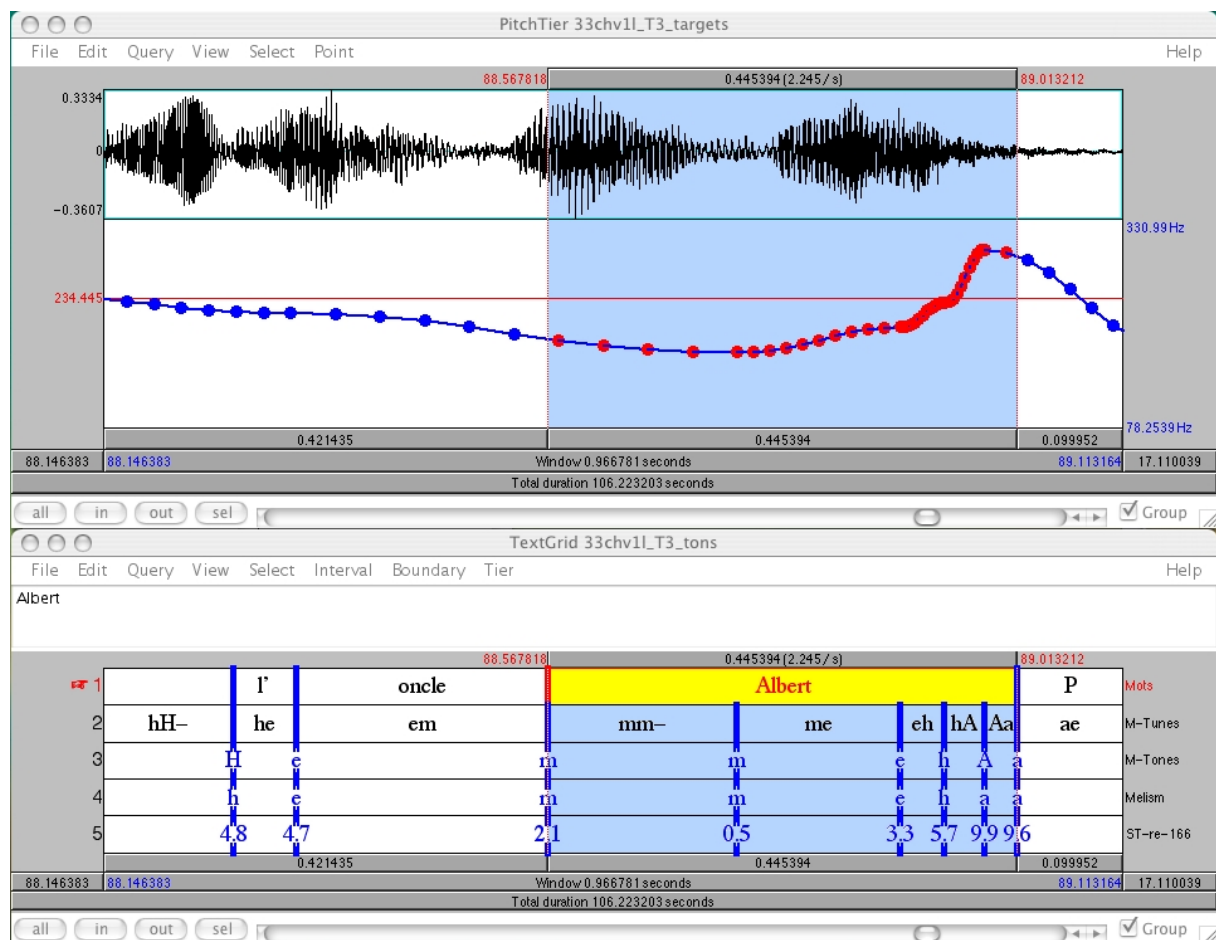 PitchTier 33chv1l_T3_targets
File Edit Query View Select Point Help
88.567818 0.445394 (2.245 / s) 89.013212
0.3334
0
-0.3607
330.99 Hz
234.445
78.2539 Hz
0.421435 0.445394 0.099952
88.146383 88.146383 Window 0.966781 seconds 89.113164 17.110039
Total duration 106.223203 seconds
all in out sel Group
TextGrid 33chv1l_T3_tons
File Edit Query View Select Interval Boundary Tier Help
Albert
88.567818 0.445394 (2.245 / s) 89.013212
1 l' oncle Albert P Mots
2 hH– he em mm– me eh hA Aa ae M-Tunes
3 H e m m e h A a M-Tones
4 h e m m e h a a Melism
5 4.8 4.7 2.1 0.5 3.3 5.7 9.9 9.6 ST-re-166
0.421435 0.445394 0.099952
88.146383 88.146383 Window 0.966781 seconds 89.113164 17.110039
Total duration 106.223203 seconds
all in out sel Group